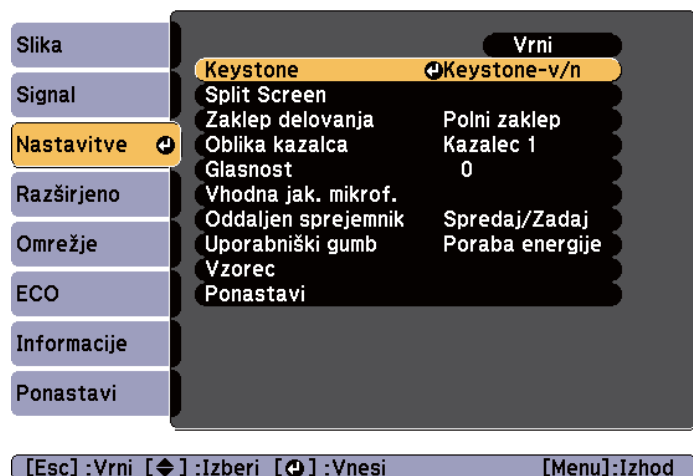 Slika
Signal
Nastavitve
Razširjeno
Omrežje
ECO
Informacije
Ponastavi
Vrni
Keystone Keystone-v/n
Split Screen
Zaklep delovanja Polni zaklep
Oblika kazalca Kazalec 1
Glasnost 0
Vhodna jak. mikrof.
Oddaljen sprejemnik Spredaj/Zadaj
Uporabniški gumb Poraba energije
Vzorec
Ponastavi
[Esc] :Vrni [◆] :Izberi [⏎] :Vnesi [Menu]:Izhod